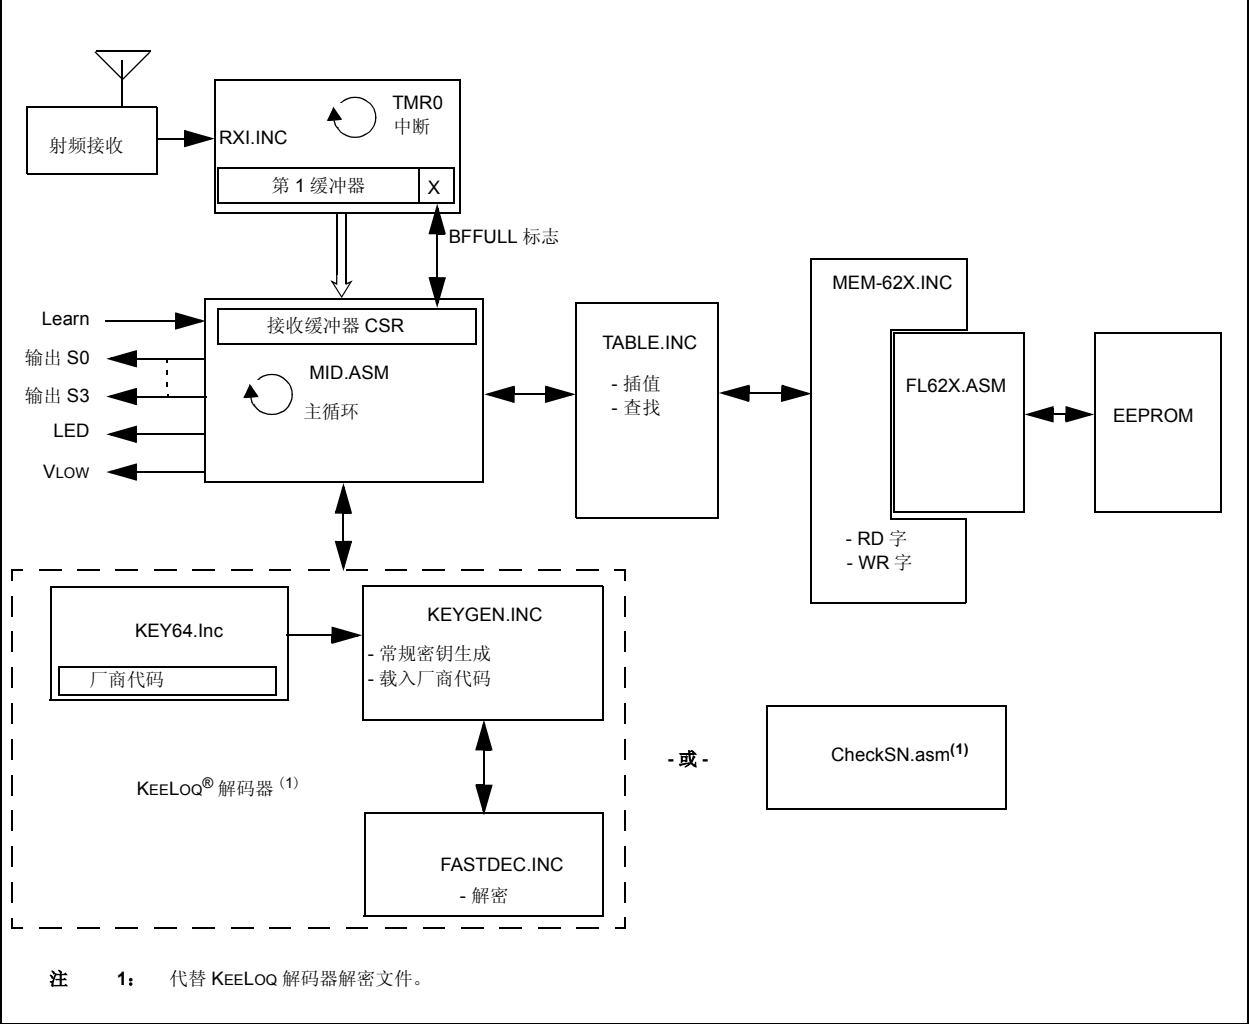 射频接收
RXI.INC
TMR0
中断
第 1 缓冲器
X
BFFULL 标志
Learn
输出 S0
输出 S3
LED
VLOW
接收缓冲器 CSR
MID.ASM
主循环
TABLE.INC
- 插值
- 查找
MEM-62X.INC
FL62X.ASM
- RD 字
- WR 字
EEPROM
KEY64.Inc
厂商代码
KEYGEN.INC
- 常规密钥生成
- 载入厂商代码
KEELOQ® 解码器 (1)
FASTDEC.INC
- 解密
- 或 -
CheckSN.asm(1)
注 1: 代替 KEELOQ 解码器解密文件。